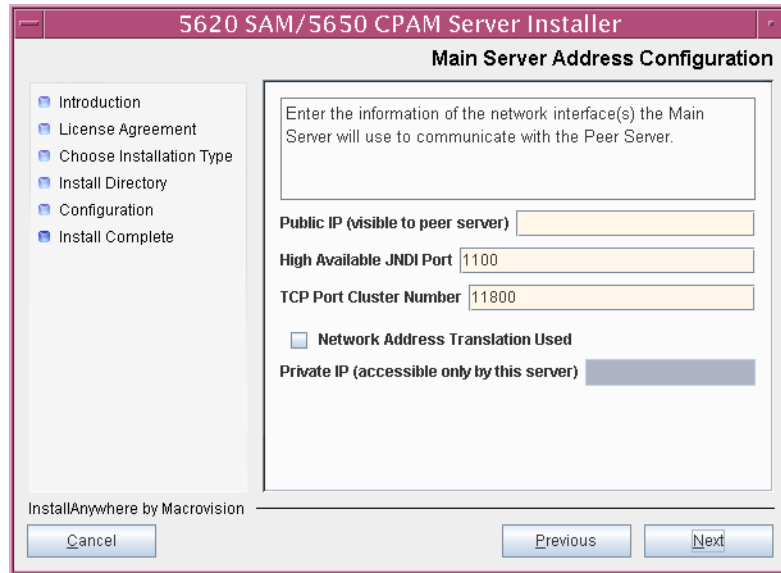 5620 SAM/5650 CPAM Server Installer
Main Server Address Configuration
Introduction
License Agreement
Choose Installation Type
Install Directory
Configuration
Install Complete
Enter the information of the network interface(s) the Main
Server will use to communicate with the Peer Server.
Public IP (visible to peer server)
High Available JNDI Port 1100
TCP Port Cluster Number 11800
Network Address Translation Used
Private IP (accessible only by this server)
InstallAnywhere by Macrovision
Cancel Previous Next